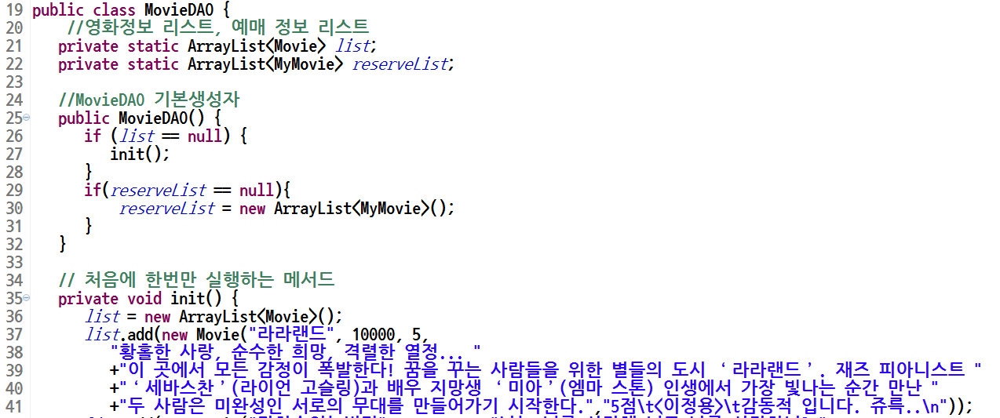 19 public class MovieDAO {
20 //영화정보 리스트, 예매 정보 리스트
21 private static ArrayList<Movie> list;
22 private static ArrayList<MyMovie> reserveList;
23
24 //MovieDAO 기본생성자
25 public MovieDAO() {
26 if (list == null) {
27 init();
28 }
29 if(reserveList == null){
30 reserveList = new ArrayList<MyMovie>();
31 }
32 }
33
34 // 처음에 한번만 실행하는 메서드
35 private void init() {
36 list = new ArrayList<Movie>();
37 list.add(new Movie("라라랜드", 10000, 5,
38 "황홀한 사랑, 순수한 희망, 격렬한 열정... "
39 +"이 곳에서 모든 감정이 폭발한다! 꿈을 꾸는 사람들을 위한 별들의 도시 ‘라라랜드’. 재즈 피아니스트 "
40 +"‘세바스찬’(라이언 고슬링)과 배우 지망생 ‘미아’(엠마 스톤) 인생에서 가장 빛나는 순간 만난 "
41 +"두 사람은 미완성인 서로의 무대를 만들어가기 시작한다.","5점\t<이정용>\t감동적 입니다. 쥬륵..\n"));